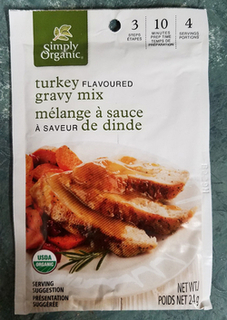 Simply
Organic®
3
STEPS
ÉTAPES
10
MINUTES
PREP TIME
TEMPS DE
PRÉPARATION
4
SERVINGS
PORTIONS
turkey FLAVOURED
gravy mix
mélange à sauce
À SAVEUR de dinde
USDA
ORGANIC
SERVING
SUGGESTION
PRÉSENTATION
SUGGÉRÉE
NET WT/
POIDS NET 24g